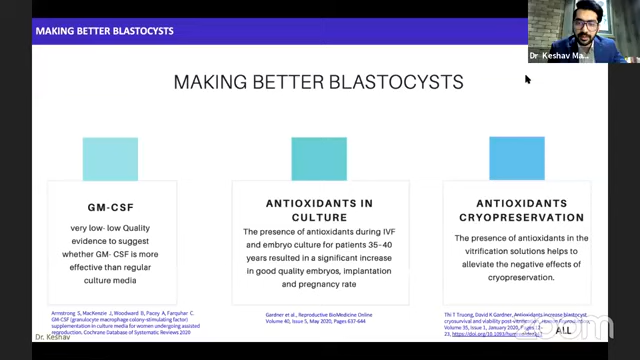 MAKING BETTER BLASTOCYSTS
Dr Keshav Ma...
MAKING BETTER BLASTOCYSTS
GM-CSF
very low- low Quality
evidence to suggest
whether GM- CSF is more
effective than regular
culture media
ANTIOXIDANTS IN
CULTURE
The presence of antioxidants during IVF
and embryo culture for patients 35–40
years resulted in a significant increase
in good quality embryos, implantation
and pregnancy rate
ANTIOXIDANTS
CRYOPRESERVATION
The presence of antioxidants in the
vitrification solutions helps to
alleviate the negative effects of
cryopreservation.
Armstrong S, MacKenzie J, Woodward B, Pacey A, Farquhar C.
GM-CSF (granulocyte macrophage colony-stimulating factor)
supplementation in culture media for women undergoing assisted
reproduction. Cochrane Database of Systematic Reviews 2020
Gardner et al., Reproductive BioMedicine Online
Volume 40, Issue 5, May 2020, Pages 637-644
Thi T Truong, David K Gardner, Antioxidants increase blastocyst
cryosurvival and viability post-vitrification,
Volume 35, Issue 1, January 2020, Pages 12–
23, https://doi.org/10.1093/
ALL
zoom
Dr. Keshav